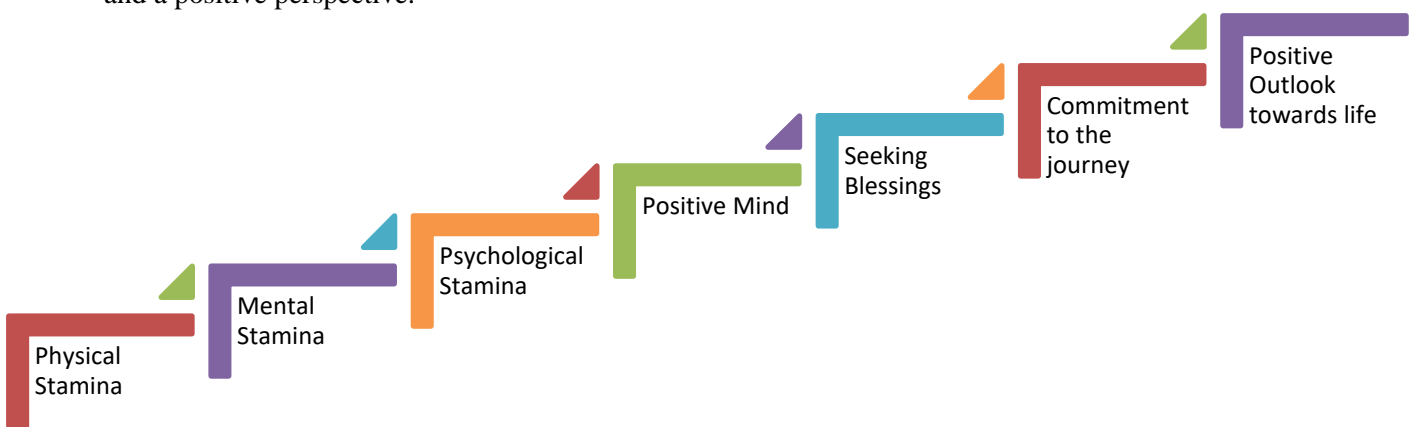 and a positive perspective.
Physical
Stamina
Mental
Stamina
Psychological
Stamina
Positive Mind
Seeking
Blessings
Commitment
to the
journey
Positive
Outlook
towards life